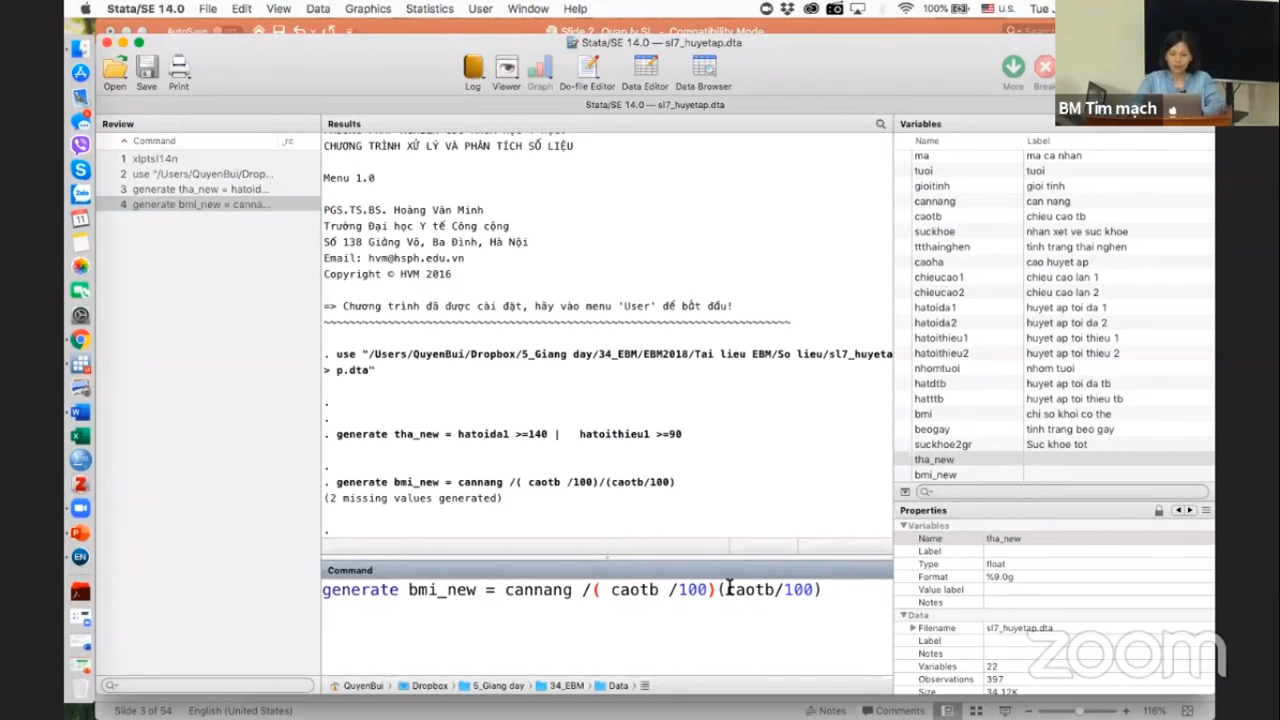 Stata/SE 14.0 File Edit View Data Graphics Statistics User Window Help 100% U.S. Tue
AutoSave Slide 2_Quan ly SL - Compatibility Mode
Stata/SE 14.0 — sl7_huyetap.dta
Open Save Print Log Viewer Graph Do-file Editor Data Editor Data Browser More Break
Stata/SE 14.0 — sl7_huyetap.dta
BM Tim mạch
Review
Command _rc
1 xlptsl14n
2 use "/Users/QuyenBui/Drop...
3 generate tha_new = hatoid...
4 generate bmi_new = canna...
Results
CHƯƠNG TRÌNH XỬ LÝ VÀ PHÂN TÍCH SỐ LIỆU
Menu 1.0
PGS.TS.BS. Hoàng Văn Minh
Trường Đại học Y tế Công cộng
Số 138 Giảng Võ, Ba Đình, Hà Nội
Email: hvm@hsph.edu.vn
Copyright © HVM 2016
=> Chương trình đã được cài đặt, hãy vào menu 'User' để bắt đầu!
~~~~~~~~~~~~~~~~~~~~~~~~~~~~~~~~~~~~~~~~~~~~~~~~~~~~~~~~~~~~~~~~~~~~~~~~~
. use "/Users/QuyenBui/Dropbox/5_Giang day/34_EBM/EBM2018/Tai lieu EBM/So lieu/sl7_huyeta
> p.dta"
.
.
. generate tha_new = hatoida1 >=140 | hatoithieu1 >=90
.
. generate bmi_new = cannang /( caotb /100)/(caotb/100)
(2 missing values generated)
.
Command
generate bmi_new = cannang /( caotb /100)(caotb/100)
QuyenBui Dropbox 5_Giang day 34_EBM Data
Variables
Name Label
ma ma ca nhan
tuoi tuoi
gioitinh gioi tinh
cannang can nang
caotb chieu cao tb
suckhoe nhan xet ve suc khoe
ttthainghen tinh trang thai nghen
caoha cao huyet ap
chieucao1 chieu cao lan 1
chieucao2 chieu cao lan 2
hatoida1 huyet ap toi da 1
hatoida2 huyet ap toi da 2
hatoithieu1 huyet ap toi thieu 1
hatoithieu2 huyet ap toi thieu 2
nhomtuoi nhom tuoi
hatdtb huyet ap toi da tb
hatttb huyet ap toi thieu tb
bmi chi so khoi co the
beogay tinh trang beo gay
suckhoe2gr Suc khoe tot
tha_new
bmi_new
Properties
Variables
Name tha_new
Label
Type float
Format %9.0g
Value label
Notes
Data
Filename sl7_huyetap.dta
Label
Notes
Variables 22
Observations 397
Size 34.12K
zoom
Slide 3 of 54 English (United States) Notes Comments 116%